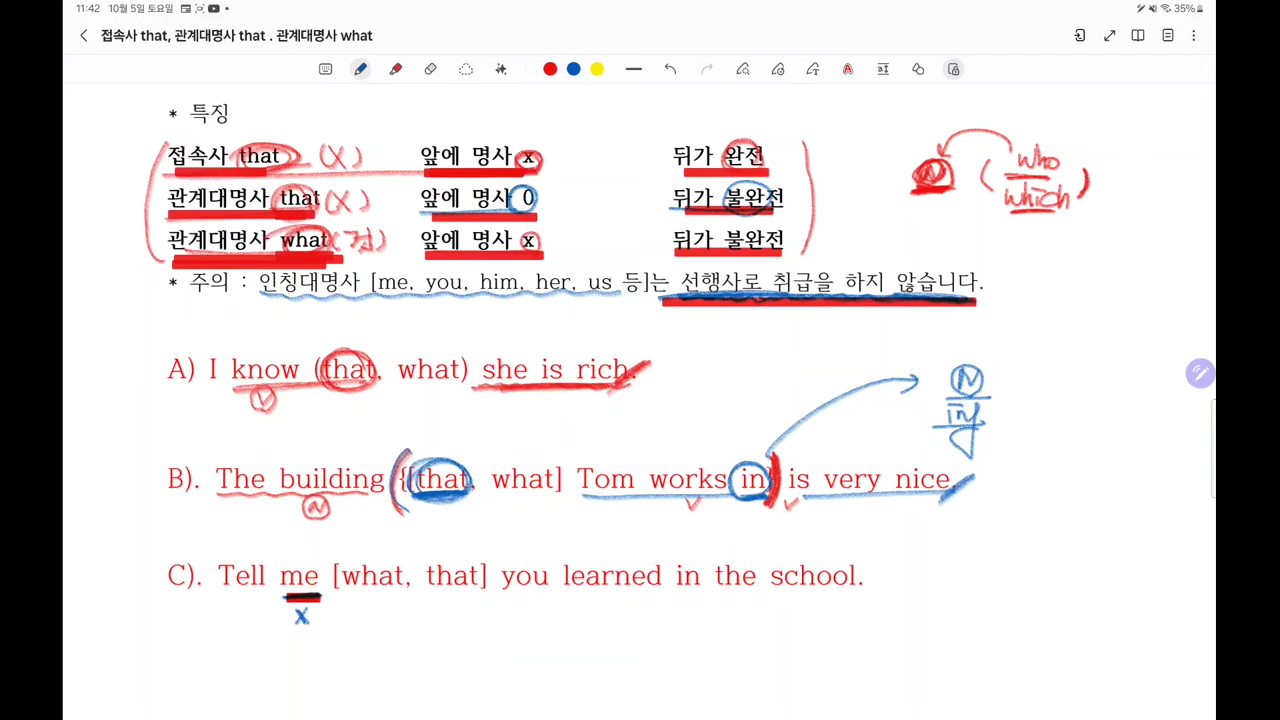 11:42 10월 5일 토요일
35%
접속사 that, 관계대명사 that . 관계대명사 what
* 특징
접속사 that (X) 앞에 명사 x 뒤가 완전
관계대명사 that (X) 앞에 명사 0 뒤가 불완전
관계대명사 what (것) 앞에 명사 x 뒤가 불완전
N (who
which)
* 주의 : 인칭대명사 [me, you, him, her, us 등]는 선행사로 취급을 하지 않습니다.
A) I know (that, what) she is rich.
V
N
B). The building {[that, what] Tom works in} is very nice.
N
C). Tell me [what, that] you learned in the school.
x